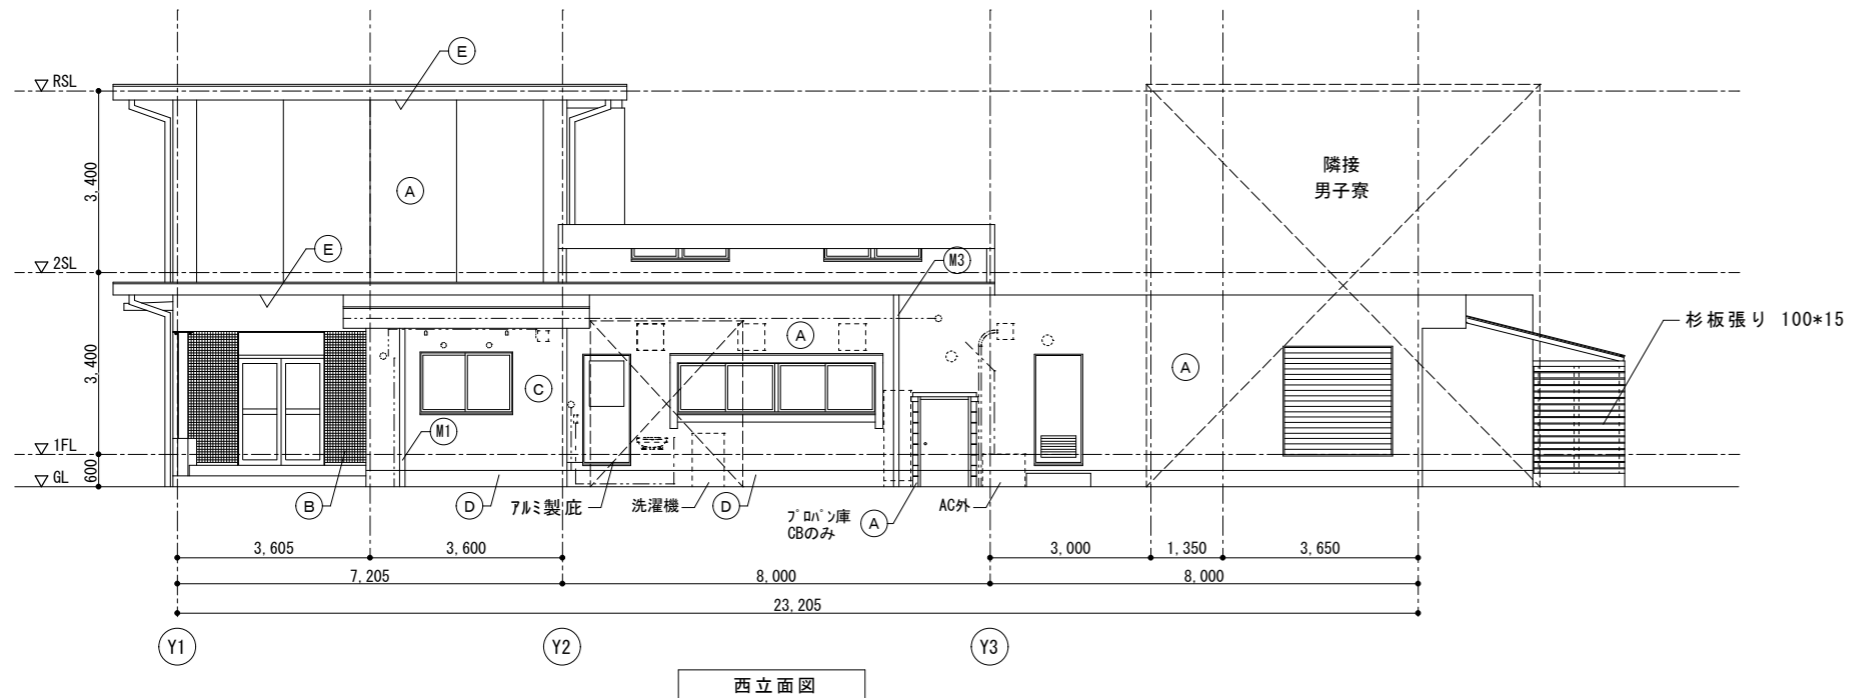 E
RSL
隣接
男子寮
3,400
A
E
2SL
M3
杉板張り 100*15
A
3,400
A
C
M1
1FL
600
GL
B
D
アルミ製庇
洗濯機
D
プロパン庫
CBのみ
A
AC外
3,605
3,600
3,000
1,350
3,650
7,205
8,000
8,000
23,205
Y1
Y2
Y3
西立面図